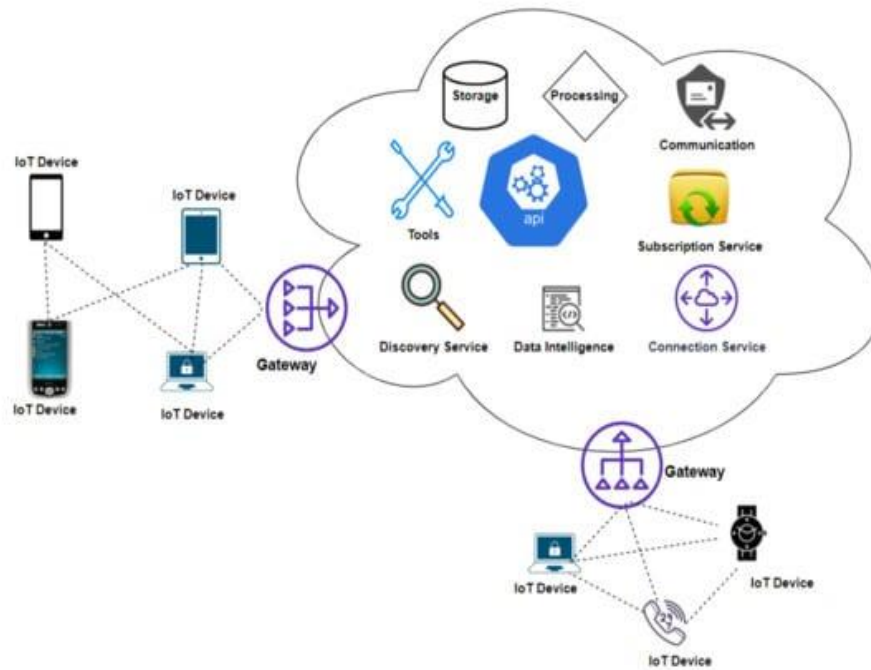 Storage
Processing
Communication
IoT Device
IoT Device
api
Tools
Subscription Service
Gateway
Discovery Service
Data Intelligence
Connection Service
IoT Device
IoT Device
Gateway
IoT Device
IoT Device
IoT Device